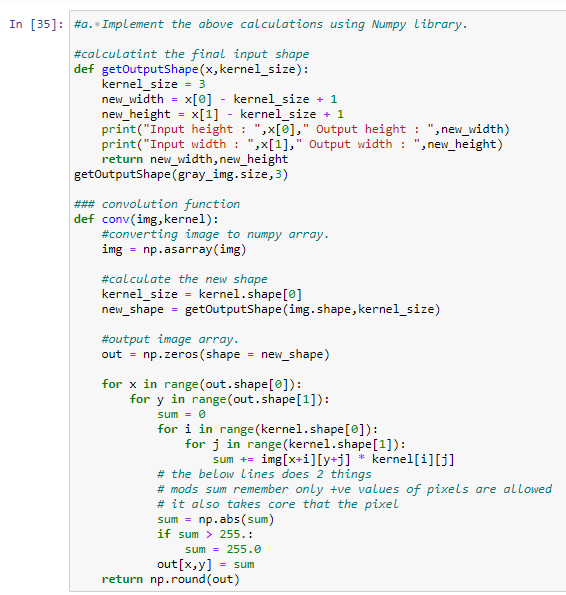 In [35]: #a. Implement the above calculations using Numpy library.
#calculatint the final input shape
def getOutputShape(x,kernel_size):
    kernel_size = 3
    new_width = x[0] - kernel_size + 1
    new_height = x[1] - kernel_size + 1
    print("Input height : ",x[0]," Output height : ",new_width)
    print("Input width : ",x[1]," Output width : ",new_height)
    return new_width,new_height
getOutputShape(gray_img.size,3)
### convolution function
def conv(img,kernel):
    #converting image to numpy array.
    img = np.asarray(img)
    #calculate the new shape
    kernel_size = kernel.shape[0]
    new_shape = getOutputShape(img.shape,kernel_size)
    #output image array.
    out = np.zeros(shape = new_shape)
    for x in range(out.shape[0]):
        for y in range(out.shape[1]):
            sum = 0
            for i in range(kernel.shape[0]):
                for j in range(kernel.shape[1]):
                    sum += img[x+i][y+j] * kernel[i][j]
            # the below lines does 2 things
            # mods sum remember only +ve values of pixels are allowed
            # it also takes core that the pixel
            sum = np.abs(sum)
            if sum > 255.:
                sum = 255.0
            out[x,y] = sum
    return np.round(out)